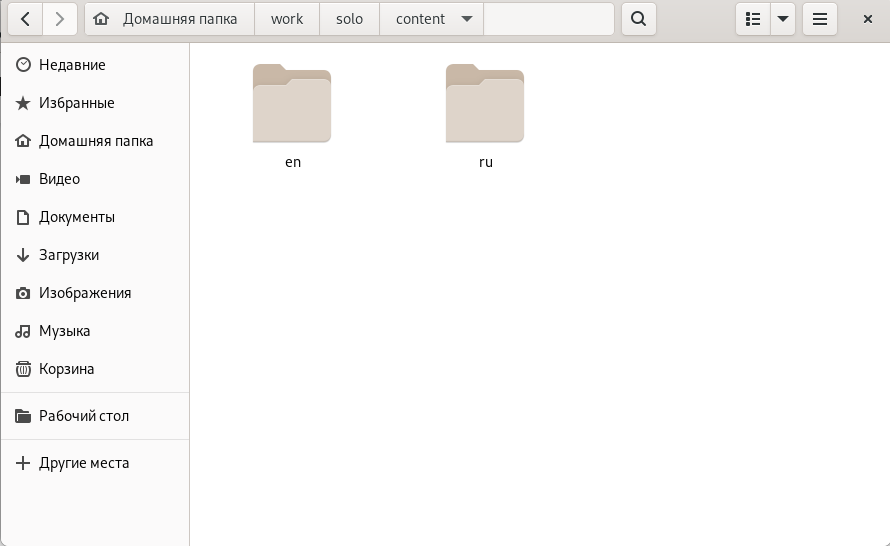 Домашняя папка work solo content
Недавние
Избранные
Домашняя папка
Видео
Документы
Загрузки
Изображения
Музыка
Корзина
Рабочий стол
Другие места
en ru